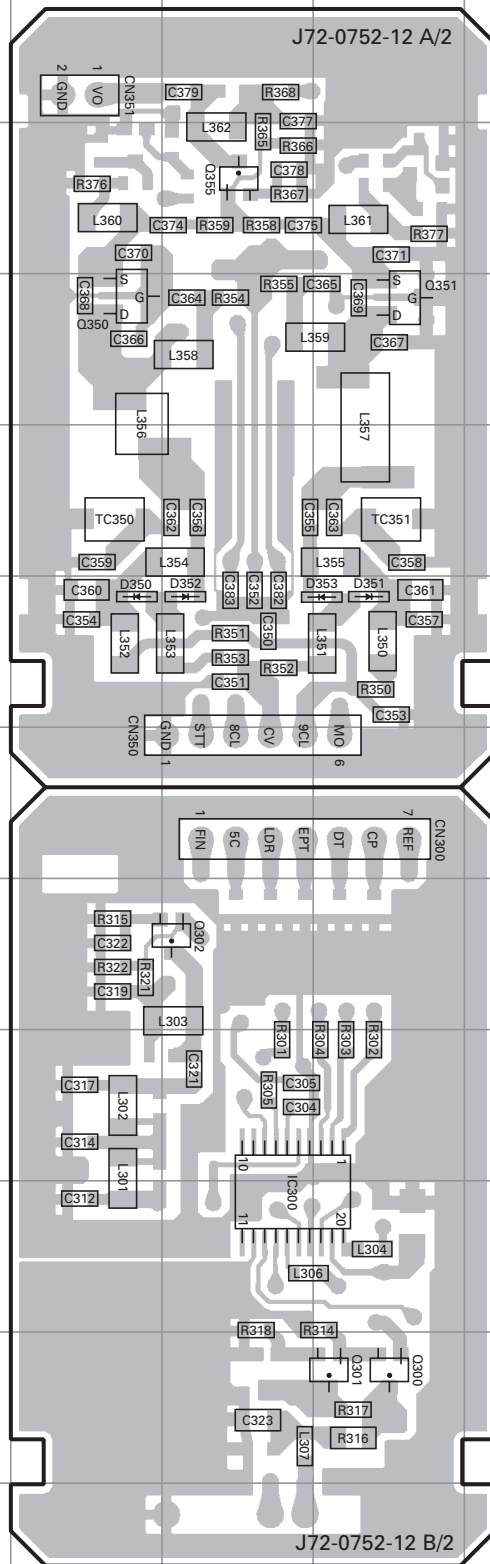 J72-0752-12 A/2
2 GND
1 VO
CN351
C379
R368
L362
R365
C377
R366
Q355
C378
R367
R376
L360
C374
R359
R358
C375
L361
R377
C370
C371
C368
S
G
D
Q350
C364
R354
R355
C365
C369
S
G
D
Q351
C366
L358
L359
C367
L356
L357
TC350
C362
C356
C355
C363
TC351
C359
L354
L355
C358
C360
D350
D352
C383
C352
C382
D353
D351
C361
C354
L352
L353
R351
C350
L351
L350
C357
R353
R352
C351
R350
C353
CN350
GND 1
STT
8CL
CV
9CL
MO 6
1 FIN
5C
LDR
EPT
DT
CP
7 REF
CN300
R315
C322
Q302
R322
R321
C319
L303
R301
R304
R303
R302
C321
C317
L302
R305
C305
C304
C314
L301
C312
10
1
IC300
11
20
L304
L306
R318
R314
Q301
Q300
R317
C323
L307
R316
J72-0752-12 B/2